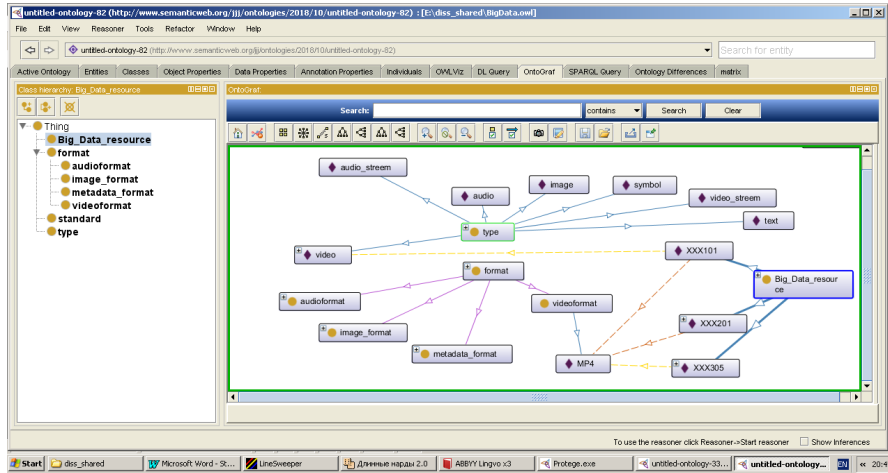 untitled-ontology-82 (http://www.semanticweb.org/jjj/ontologies/2018/10/untitled-ontology-82) : [E:\diss_shared\BigData.owl]
File Edit View Reasoner Tools Refactor Window Help
untitled-ontology-82 (http://www.semanticweb.org/jjj/ontologies/2018/10/untitled-ontology-82)
Search for entity
Active Ontology Entities Classes Object Properties Data Properties Annotation Properties Individuals OWLViz DL Query OntoGraf SPARQL Query Ontology Differences matrix
Class hierarchy: Big_Data_resource
OntoGraf:
Search: contains Search Clear
Thing
Big_Data_resource
format
audioformat
image_format
metadata_format
videoformat
standard
type
audio_streem
audio
image
symbol
video_streem
text
type
video
XXX101
format
Big_Data_resour
ce
audioformat
videoformat
image_format
XXX201
metadata_format
MP4
XXX305
To use the reasoner click Reasoner->Start reasoner Show Inferences
Start diss_shared Microsoft Word - St... LineSweeper Длинные нарды 2.0 ABBYY Lingvo x3 Protege.exe untitled-ontology-33... untitled-ontology... EN « 20:4